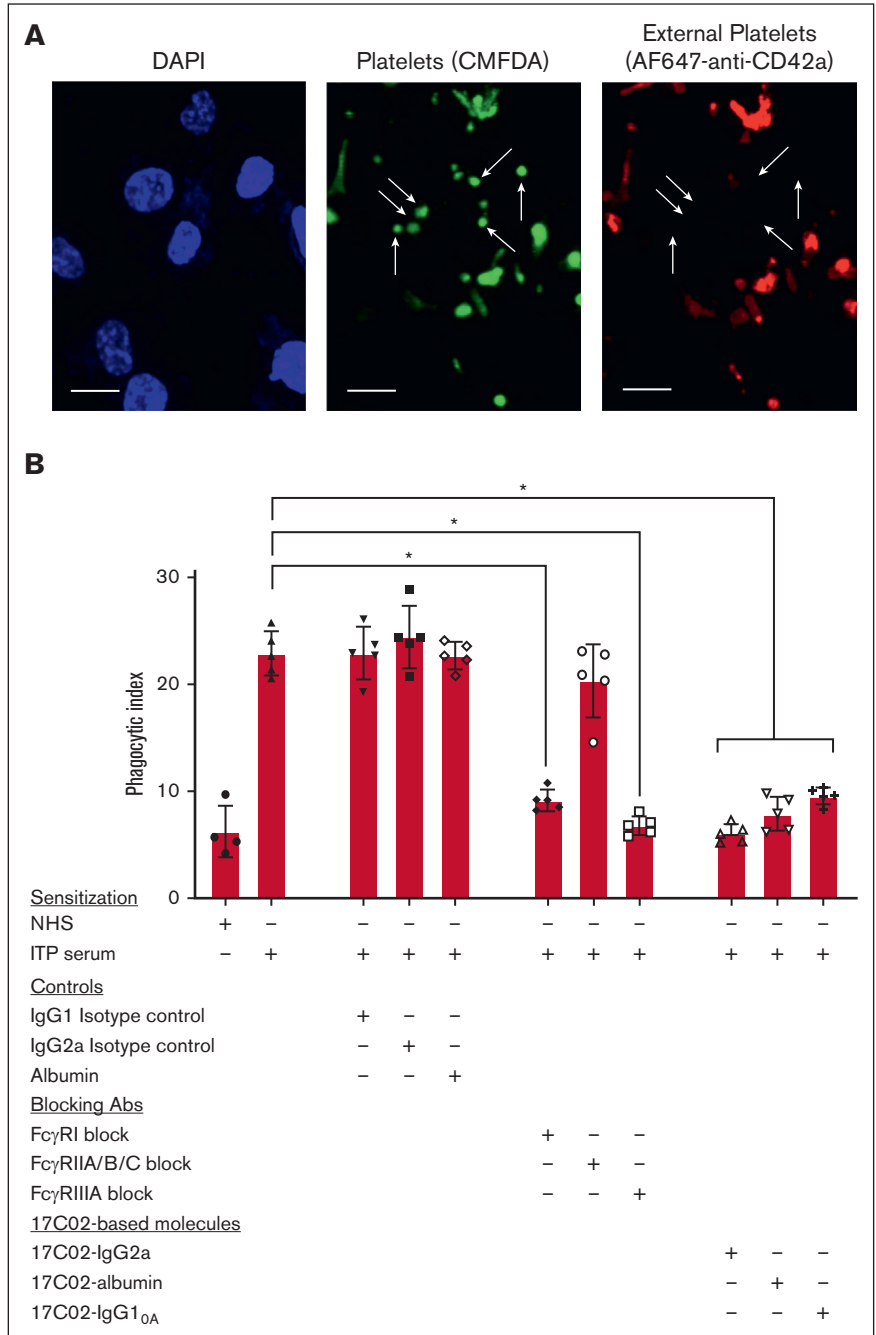 A
DAPI
Platelets (CMFDA)
External Platelets
(AF647-anti-CD42a)
B
*
*
*
Phagocytic index
30
20
10
0
Sensitization
NHS + – – – – – – – – – –
ITP serum – + + + + + + + + + +
Controls
IgG1 Isotype control + – –
IgG2a Isotype control – + –
Albumin – – +
Blocking Abs
FcγRI block + – –
FcγRIIA/B/C block – + –
FcγRIIIA block – – +
17C02-based molecules
17C02-IgG2a + – –
17C02-albumin – + –
17C02-IgG1₀A – – +